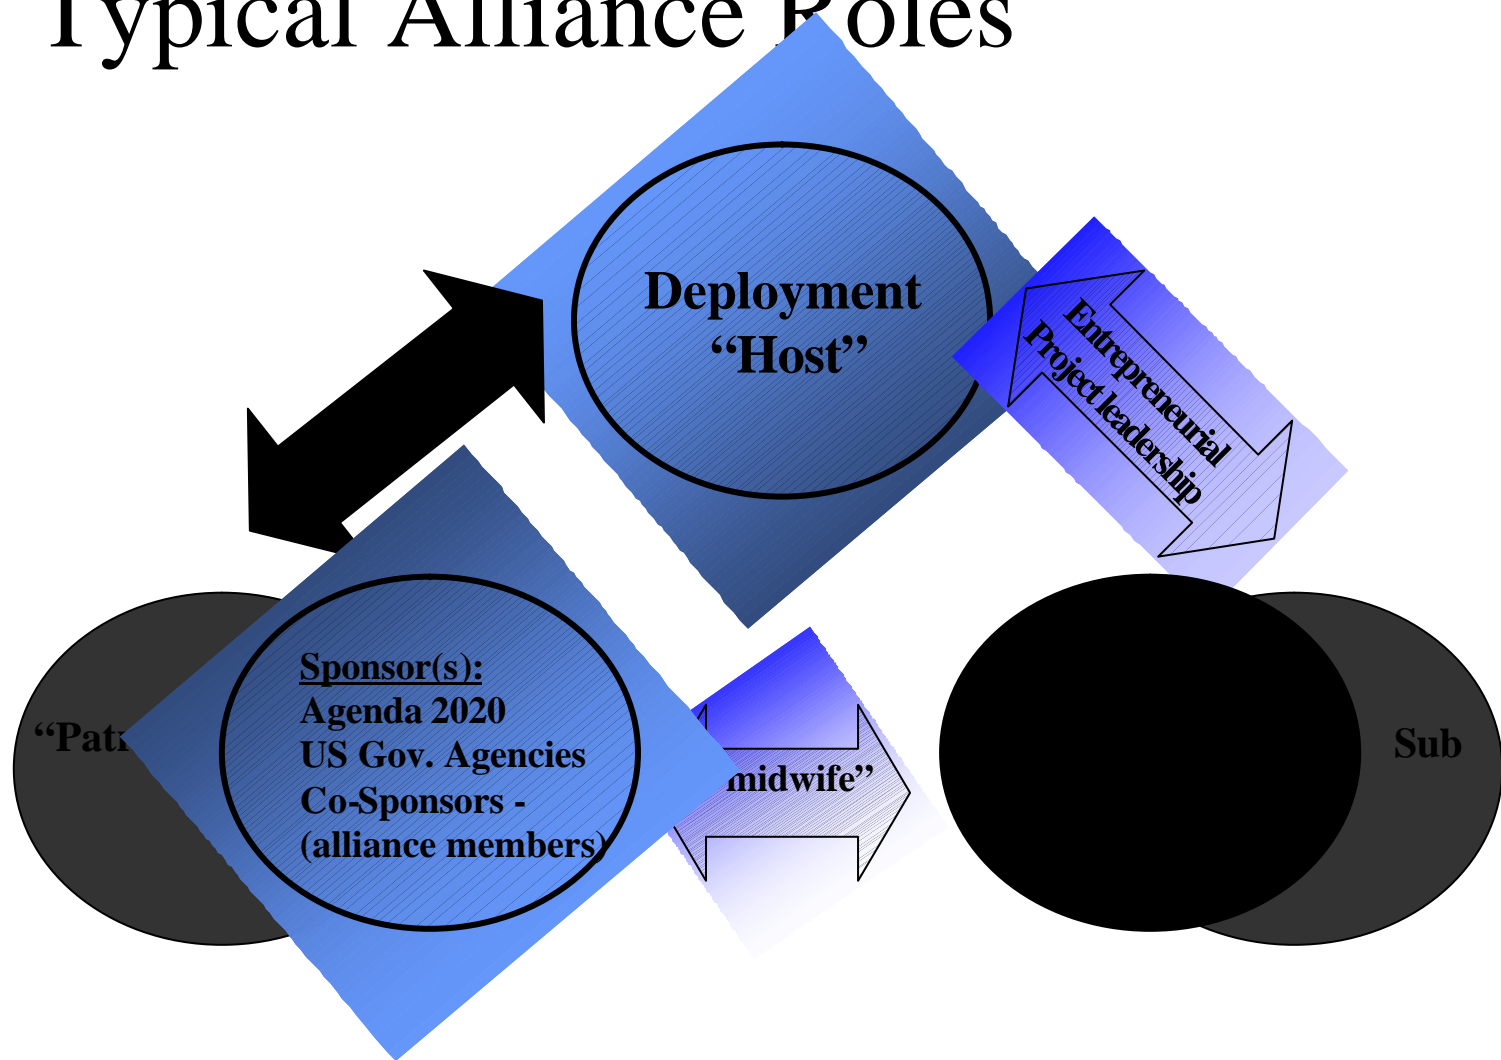 Typical Alliance Roles
Deployment
“Host”
Entrepreneurial
Project leadership
Sponsor(s):
Agenda 2020
US Gov. Agencies
Co-Sponsors -
(alliance members)
midwife”
Sub